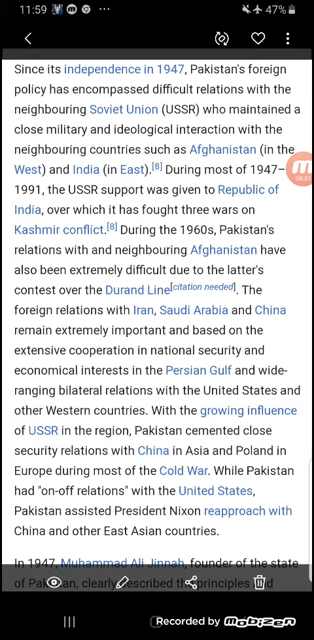 11:59 47%
Since its independence in 1947, Pakistan's foreign
policy has encompassed difficult relations with the
neighbouring Soviet Union (USSR) who maintained a
close military and ideological interaction with the
neighbouring countries such as Afghanistan (in the
West) and India (in East).[8] During most of 1947–
1991, the USSR support was given to Republic of
India, over which it has fought three wars on
Kashmir conflict.[8] During the 1960s, Pakistan's
relations with and neighbouring Afghanistan have
also been extremely difficult due to the latter's
contest over the Durand Line[citation needed]. The
foreign relations with Iran, Saudi Arabia and China
remain extremely important and based on the
extensive cooperation in national security and
economical interests in the Persian Gulf and wide-
ranging bilateral relations with the United States and
other Western countries. With the growing influence
of USSR in the region, Pakistan cemented close
security relations with China in Asia and Poland in
Europe during most of the Cold War. While Pakistan
had "on-off relations" with the United States,
Pakistan assisted President Nixon reapproach with
China and other East Asian countries.
In 1947, Muhammad Ali Jinnah, founder of the state
of Pakistan, clearly described the principles and
Recorded by mobizen